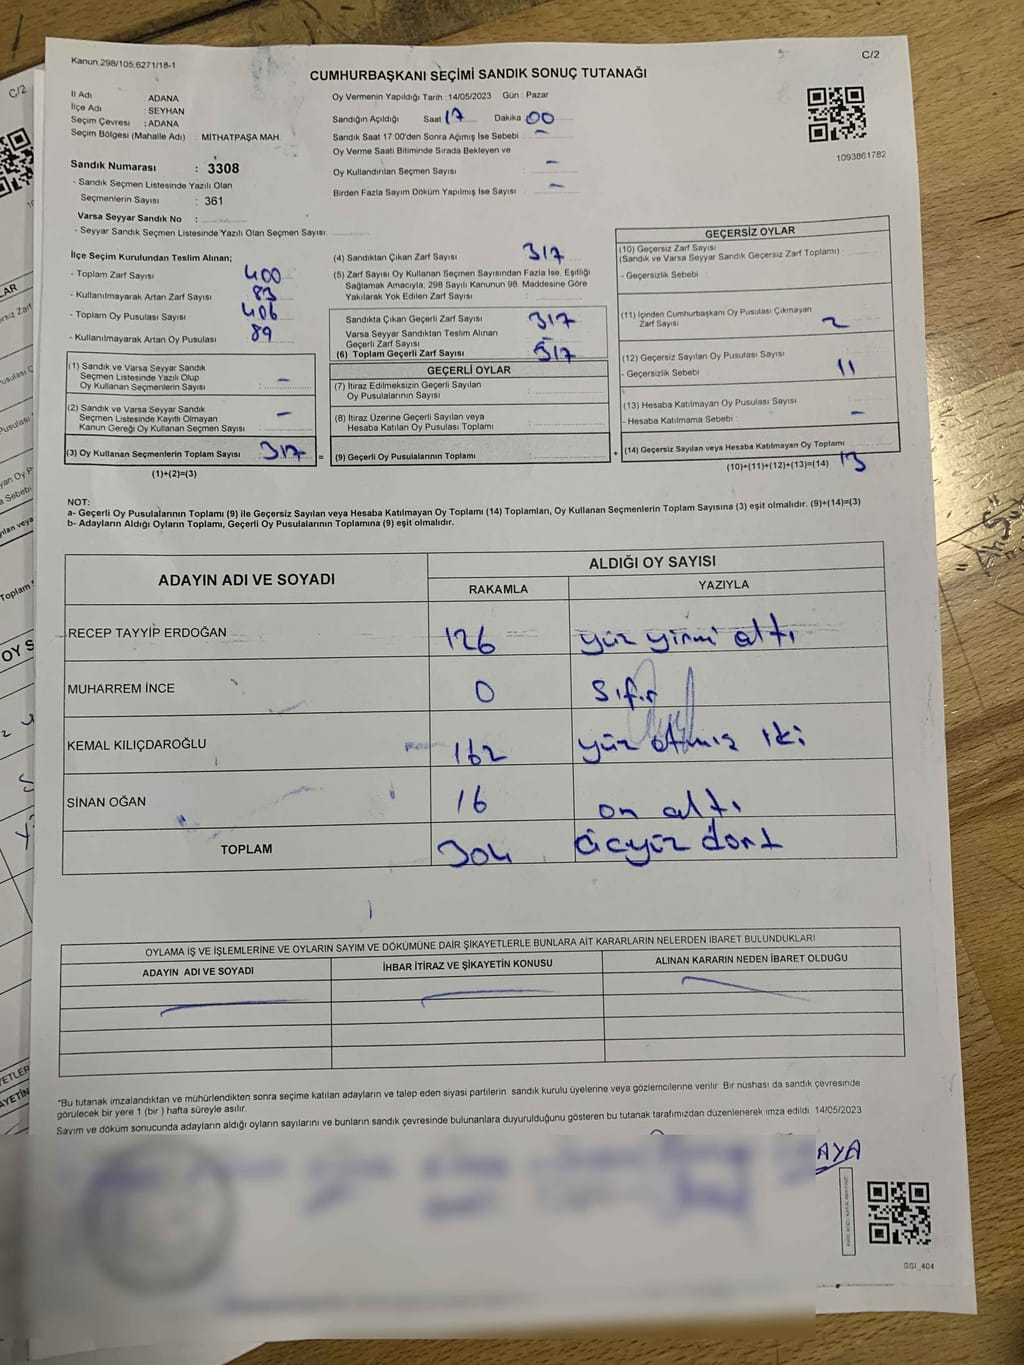 Kanun.298/105.6271/18-1
C/2
CUMHURBAŞKANI SEÇİMİ SANDIK SONUÇ TUTANAĞI
İl Adı : ADANA
İlçe Adı : SEYHAN
Seçim Çevresi : ADANA
Seçim Bölgesi (Mahalle Adı) : MİTHATPAŞA MAH.
Sandık Numarası : 3308
- Sandık Seçmen Listesinde Yazılı Olan
Seçmenlerin Sayısı : 361
Varsa Seyyar Sandık No :
- Seyyar Sandık Seçmen Listesinde Yazılı Olan Seçmen Sayısı:
Oy Vermenin Yapıldığı Tarih : 14/05/2023 Gün : Pazar
Sandığın Açıldığı Saat 17 Dakika 00
Sandık Saat 17:00'den Sonra Açımış İse Sebebi : -
Oy Verme Saati Bitiminde Sırada Bekleyen ve
Oy Kullandırılan Seçmen Sayısı : -
Birden Fazla Sayım Döküm Yapılmış İse Sayısı : -
1093861782
İlçe Seçim Kurulundan Teslim Alınan;
- Toplam Zarf Sayısı : 400
- Kullanılmayarak Artan Zarf Sayısı : 83
- Toplam Oy Pusulası Sayısı : 406
- Kullanılmayarak Artan Oy Pusulası : 89
(1) Sandık ve Varsa Seyyar Sandık
Seçmen Listesinde Yazılı Olup
Oy Kullanan Seçmenlerin Sayısı : -
(2) Sandık ve Varsa Seyyar Sandık
Seçmen Listesinde Kayıtlı Olmayan
Kanun Gereği Oy Kullanan Seçmen Sayısı : -
(3) Oy Kullanan Seçmenlerin Toplam Sayısı 317
(1)+(2)=(3)
(4) Sandıktan Çıkan Zarf Sayısı : 317
(5) Zarf Sayısı Oy Kullanan Seçmen Sayısından Fazla İse, Eşitliği
Sağlamak Amacıyla; 298 Sayılı Kanunun 98. Maddesine Göre
Yakılarak Yok Edilen Zarf Sayısı :
Sandıkta Çıkan Geçerli Zarf Sayısı : 317
Varsa Seyyar Sandıktan Teslim Alınan
Geçerli Zarf Sayısı :
(6) Toplam Geçerli Zarf Sayısı 317
GEÇERLİ OYLAR
(7) İtiraz Edilmeksizin Geçerli Sayılan
Oy Pusulalarının Sayısı :
(8) İtiraz Üzerine Geçerli Sayılan veya
Hesaba Katılan Oy Pusulası Toplamı :
= (9) Geçerli Oy Pusulalarının Toplamı :
GEÇERSİZ OYLAR
(10) Geçersiz Zarf Sayısı
(Sandık ve Varsa Seyyar Sandık Geçersiz Zarf Toplamı)
- Geçersizlik Sebebi :
(11) İçinden Cumhurbaşkanı Oy Pusulası Çıkmayan
Zarf Sayısı : 2
(12) Geçersiz Sayılan Oy Pusulası Sayısı
- Geçersizlik Sebebi : 11
(13) Hesaba Katılmayan Oy Pusulası Sayısı
- Hesaba Katılmama Sebebi : -
+ (14) Geçersiz Sayılan veya Hesaba Katılmayan Oy Toplamı
(10)+(11)+(12)+(13)=(14) 13
NOT:
a- Geçerli Oy Pusulalarının Toplamı (9) ile Geçersiz Sayılan veya Hesaba Katılmayan Oy Toplamı (14) Toplamları, Oy Kullanan Seçmenlerin Toplam Sayısına (3) eşit olmalıdır. (9)+(14)=(3)
b- Adayların Aldığı Oyların Toplamı, Geçerli Oy Pusulalarının Toplamına (9) eşit olmalıdır.
ADAYIN ADI VE SOYADI
ALDIĞI OY SAYISI
RAKAMLA YAZIYLA
RECEP TAYYİP ERDOĞAN 126 yüz yirmi altı
MUHARREM İNCE 0 Sıfır
KEMAL KILIÇDAROĞLU 162 yüz atmış iki
SİNAN OĞAN 16 on altı
TOPLAM 304 üçyüz dört
OYLAMA İŞ VE İŞLEMLERİNE VE OYLARIN SAYIM VE DÖKÜMÜNE DAİR ŞİKAYETLERLE BUNLARA AİT KARARLARIN NELERDEN İBARET BULUNDUKLARI
ADAYIN ADI VE SOYADI İHBAR İTİRAZ VE ŞİKAYETİN KONUSU ALINAN KARARIN NEDEN İBARET OLDUĞU
*Bu tutanak imzalandıktan ve mühürlendikten sonra seçime katılan adayların ve talep eden siyasi partilerin sandık kurulu üyelerine veya gözlemcilerine verilir. Bir nüshası da sandık çevresinde
görülecek bir yere 1 (bir ) hafta süreyle asılır.
Sayım ve döküm sonucunda adayların aldığı oyların sayılarını ve bunların sandık çevresinde bulunanlara duyurulduğunu gösteren bu tutanak tarafımızdan düzenlenerek imza edildi. 14/05/2023
AYA
SSI_404
C/2